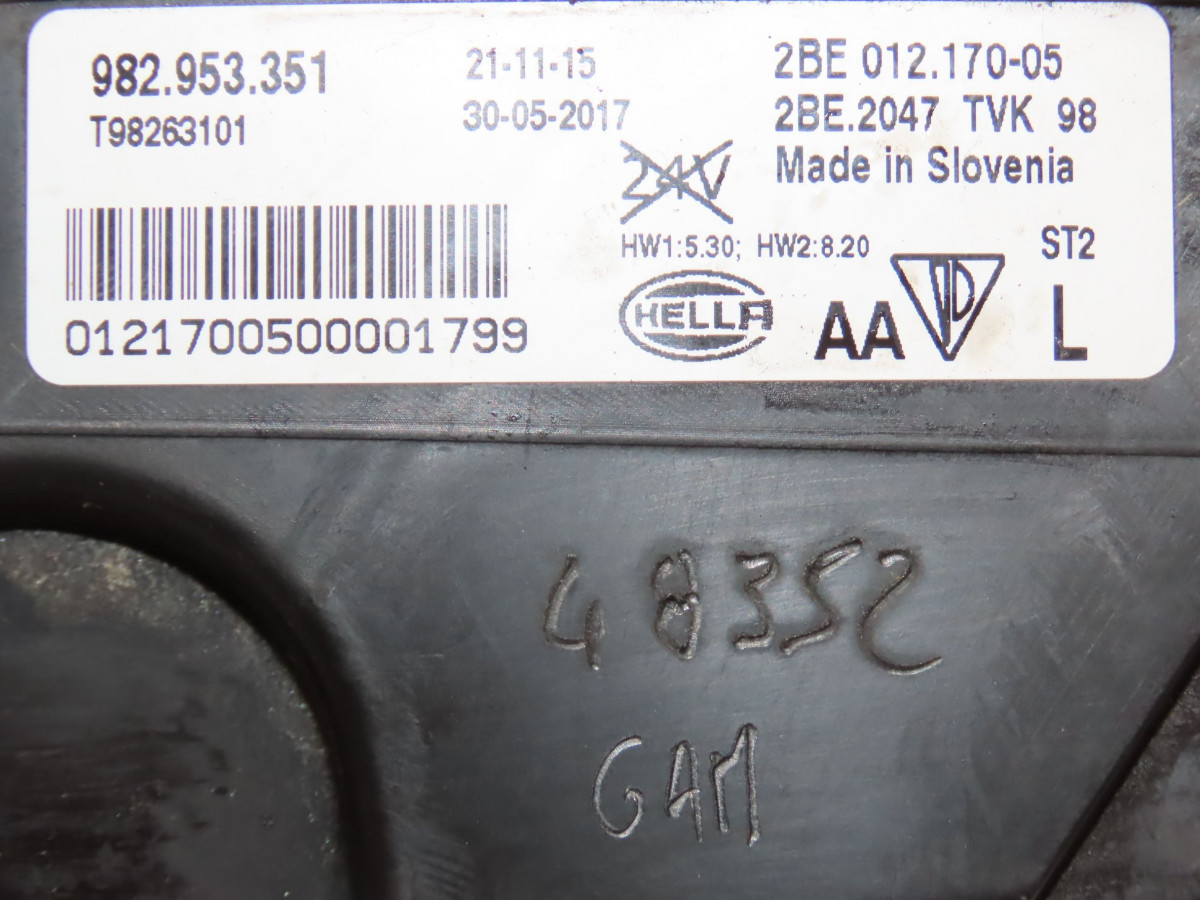 982.953.351
T98263101
21-11-15
30-05-2017
2BE 012.170-05
2BE.2047 TVK 98
Made in Slovenia
24V
HW1:5.30; HW2:8.20
ST2
0121700500001799
HELLA
AA
L
48352
GAM